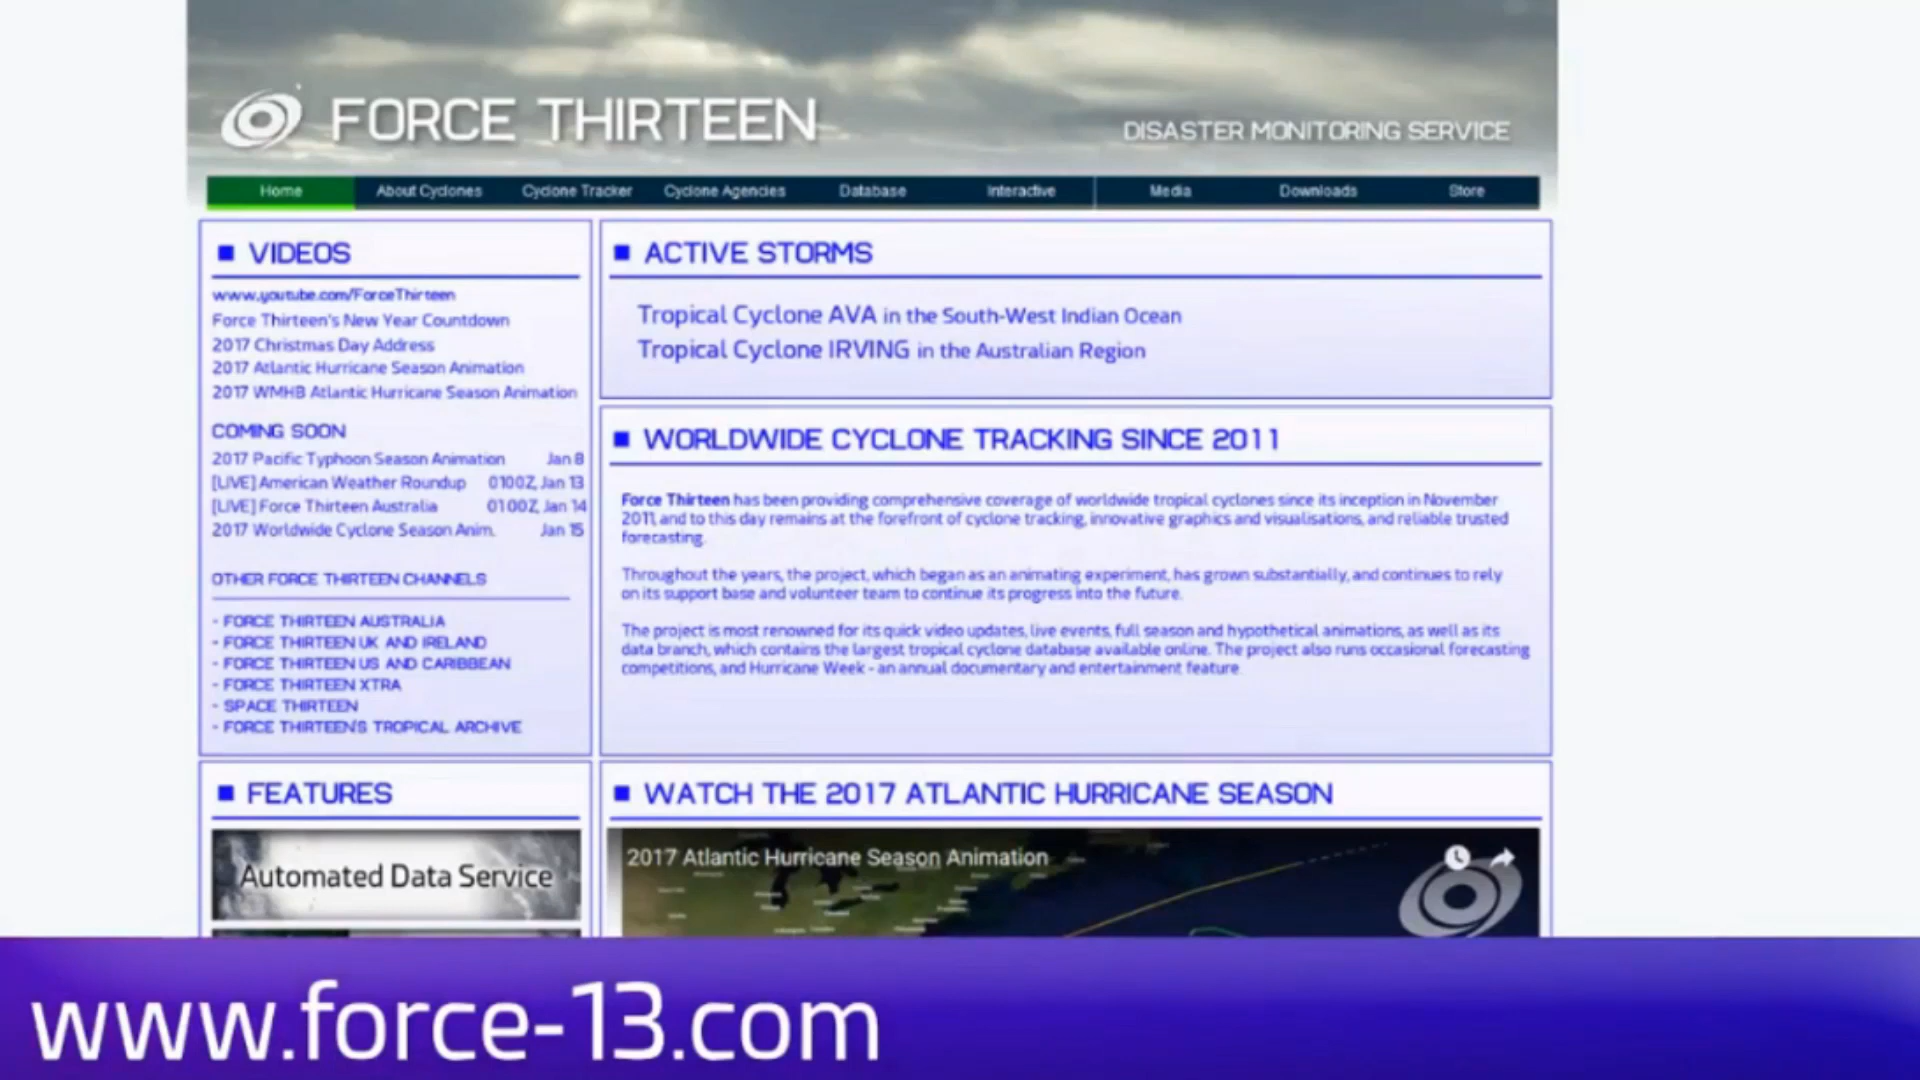 FORCE THIRTEEN
DISASTER MONITORING SERVICE
Home About Cyclones Cyclone Tracker Cyclone Agencies Database Interactive Media Downloads Store
VIDEOS
www.youtube.com/ForceThirteen
Force Thirteen's New Year Countdown
2017 Christmas Day Address
2017 Atlantic Hurricane Season Animation
2017 WMHB Atlantic Hurricane Season Animation
COMING SOON
2017 Pacific Typhoon Season Animation Jan 8
[LIVE] American Weather Roundup 0100Z, Jan 13
[LIVE] Force Thirteen Australia 0100Z, Jan 14
2017 Worldwide Cyclone Season Anim. Jan 15
OTHER FORCE THIRTEEN CHANNELS
- FORCE THIRTEEN AUSTRALIA
- FORCE THIRTEEN UK AND IRELAND
- FORCE THIRTEEN US AND CARIBBEAN
- FORCE THIRTEEN XTRA
- SPACE THIRTEEN
- FORCE THIRTEEN'S TROPICAL ARCHIVE
ACTIVE STORMS
Tropical Cyclone AVA in the South-West Indian Ocean
Tropical Cyclone IRVING in the Australian Region
WORLDWIDE CYCLONE TRACKING SINCE 2011
Force Thirteen has been providing comprehensive coverage of worldwide tropical cyclones since its inception in November
2011, and to this day remains at the forefront of cyclone tracking, innovative graphics and visualisations, and reliable trusted
forecasting.
Throughout the years, the project, which began as an animating experiment, has grown substantially, and continues to rely
on its support base and volunteer team to continue its progress into the future.
The project is most renowned for its quick video updates, live events, full season and hypothetical animations, as well as its
data branch, which contains the largest tropical cyclone database available online. The project also runs occasional forecasting
competitions, and Hurricane Week - an annual documentary and entertainment feature.
FEATURES
Automated Data Service
WATCH THE 2017 ATLANTIC HURRICANE SEASON
2017 Atlantic Hurricane Season Animation
www.force-13.com